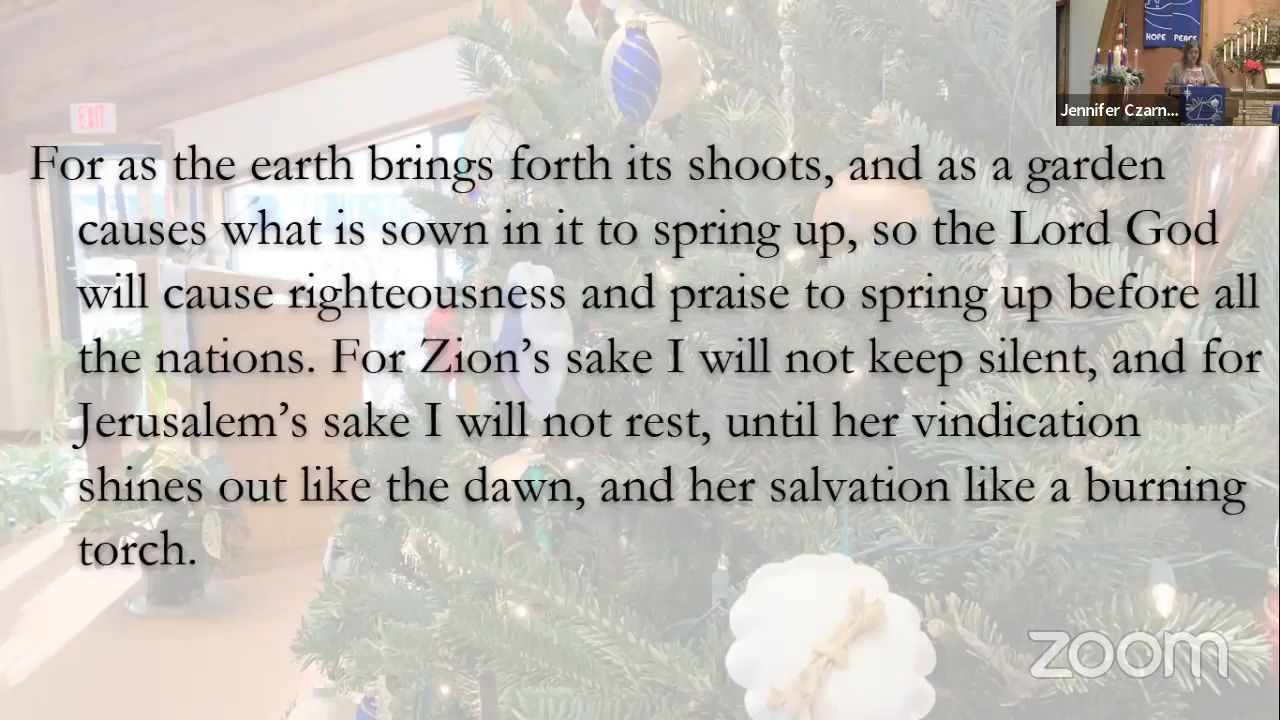 HOPE PEACE
Jennifer Czarn...
EXIT
For as the earth brings forth its shoots, and as a garden
causes what is sown in it to spring up, so the Lord God
will cause righteousness and praise to spring up before all
the nations. For Zion’s sake I will not keep silent, and for
Jerusalem’s sake I will not rest, until her vindication
shines out like the dawn, and her salvation like a burning
torch.
zoom